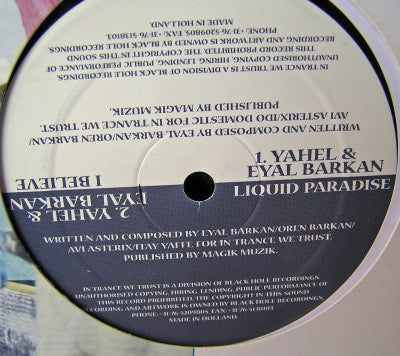 1. YAHEL &
EYAL BARKAN
LIQUID PARADISE
WRITTEN AND COMPOSED BY EYAL BARKAN/OREN BARKAN/
AVI ASTERIX/ITAY YAFFE FOR IN TRANCE WE TRUST.
PUBLISHED BY MAGIK MUZIK.
IN TRANCE WE TRUST IS A DIVISION OF BLACK HOLE RECORDINGS.
UNAUTHORISED COPYING, HIRING, LENDING, PUBLIC PERFORMANCE OF
THIS RECORD PROHIBITED. THE COPYRIGHT IN THIS SOUND
RECORDING AND ARTWORK IS OWNED BY BLACK HOLE RECORDINGS.
PHONE: +31 76 5209805. FAX: +31 76 5131803.
MADE IN HOLLAND.
2. YAHEL &
EYAL BARKAN
I BELIEVE
WRITTEN AND COMPOSED BY EYAL BARKAN/OREN BARKAN/
AVI ASTERIX/IDO DOMESTIC FOR IN TRANCE WE TRUST.
PUBLISHED BY MAGIK MUZIK.
IN TRANCE WE TRUST IS A DIVISION OF BLACK HOLE RECORDINGS.
UNAUTHORISED COPYING, HIRING, LENDING, PUBLIC PERFORMANCE OF
THIS RECORD PROHIBITED. THE COPYRIGHT IN THIS SOUND
RECORDING AND ARTWORK IS OWNED BY BLACK HOLE RECORDINGS.
PHONE: +31-76-5209805. FAX: +31-76-5131803.
MADE IN HOLLAND.